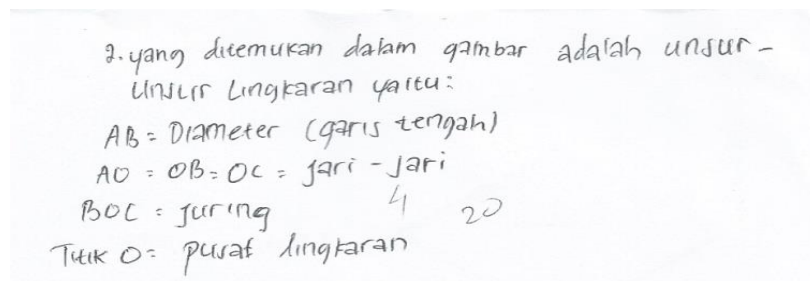 2. yang ditemukan dalam gambar adalah unsur -
Unsur Lingkaran yaitu:
AB = Diameter (garis tengah)
AO = OB = OC = jari - jari
BOC = juring
4 20
Titik O = pusat lingkaran